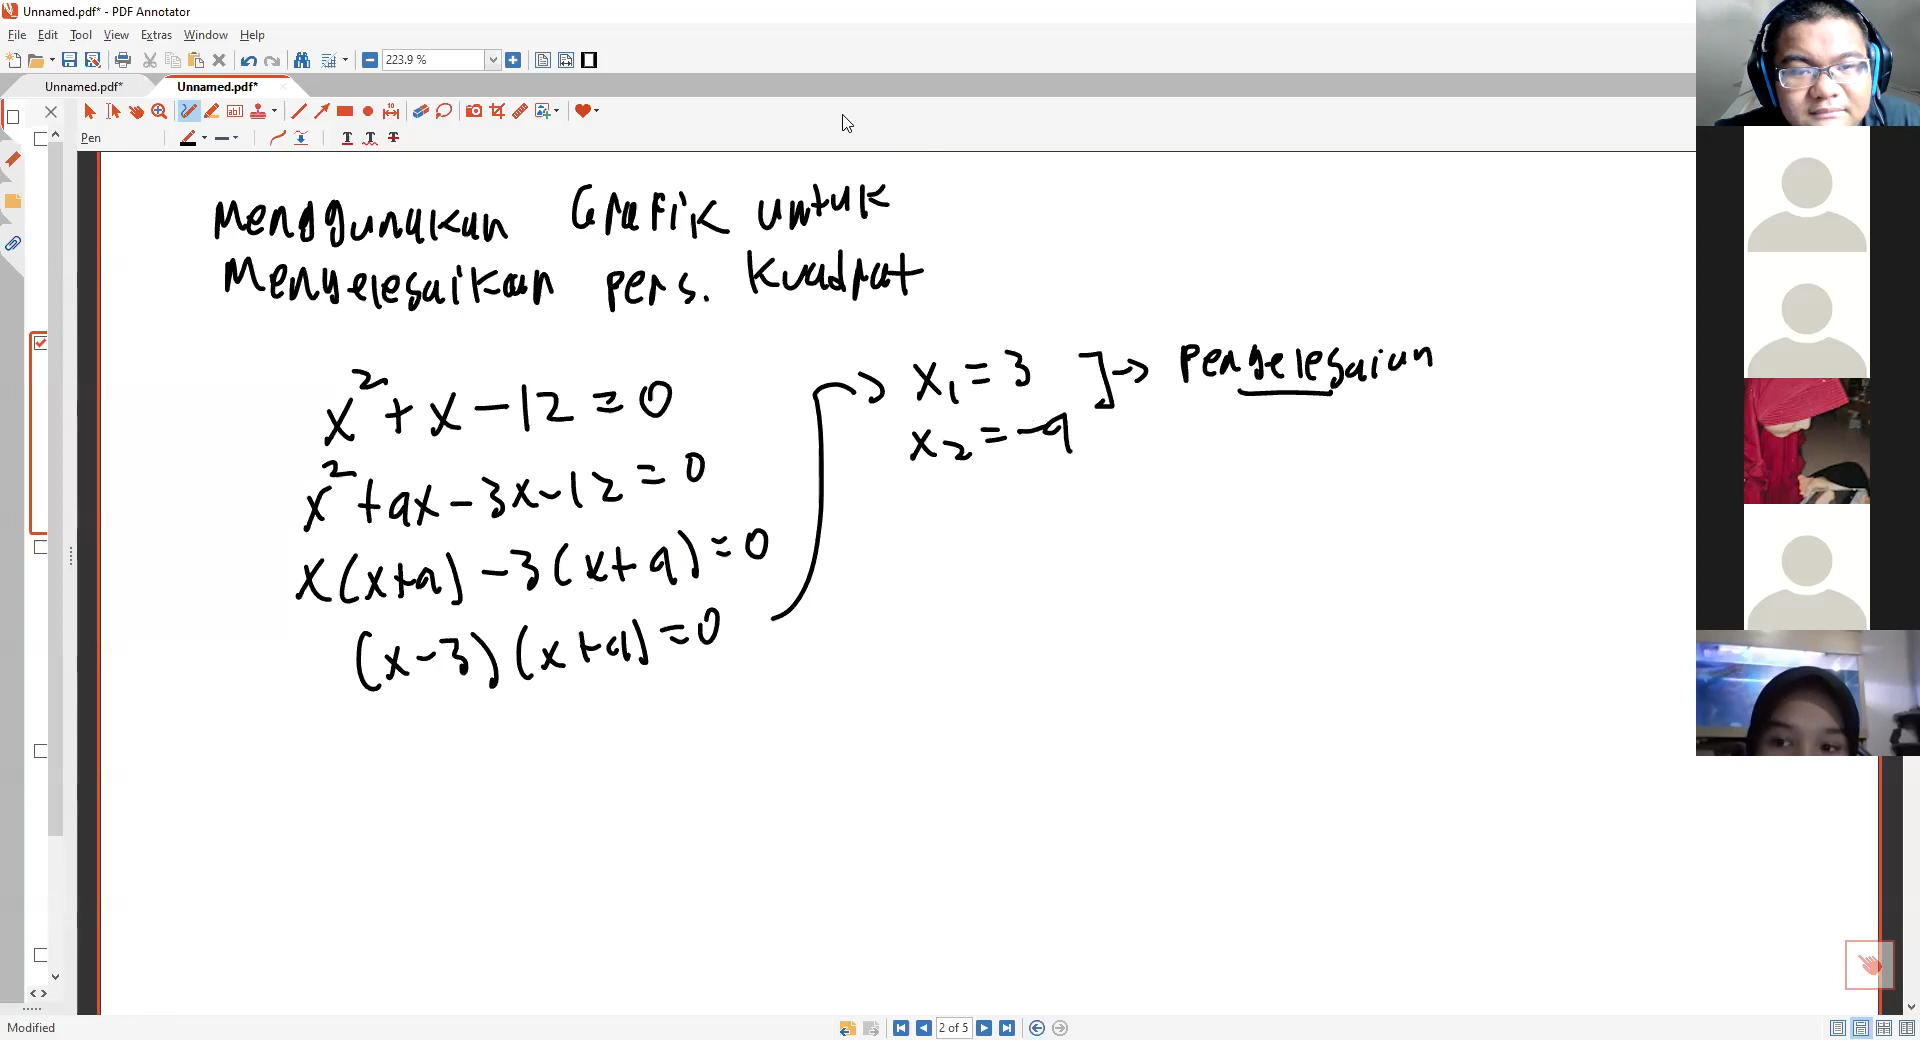 Unnamed.pdf* - PDF Annotator
File Edit Tool View Extras Window Help
223.9 %
Unnamed.pdf* Unnamed.pdf*
Pen
Menggunakan Grafik untuk
Menyelesaikan pers. Kuadrat
x² + x - 12 = 0
x² + 4x - 3x - 12 = 0
x(x+4) - 3(x+4) = 0
(x-3)(x+4) = 0
x₁ = 3
x₂ = -4
] → Penyelesaian
Modified
2 of 5